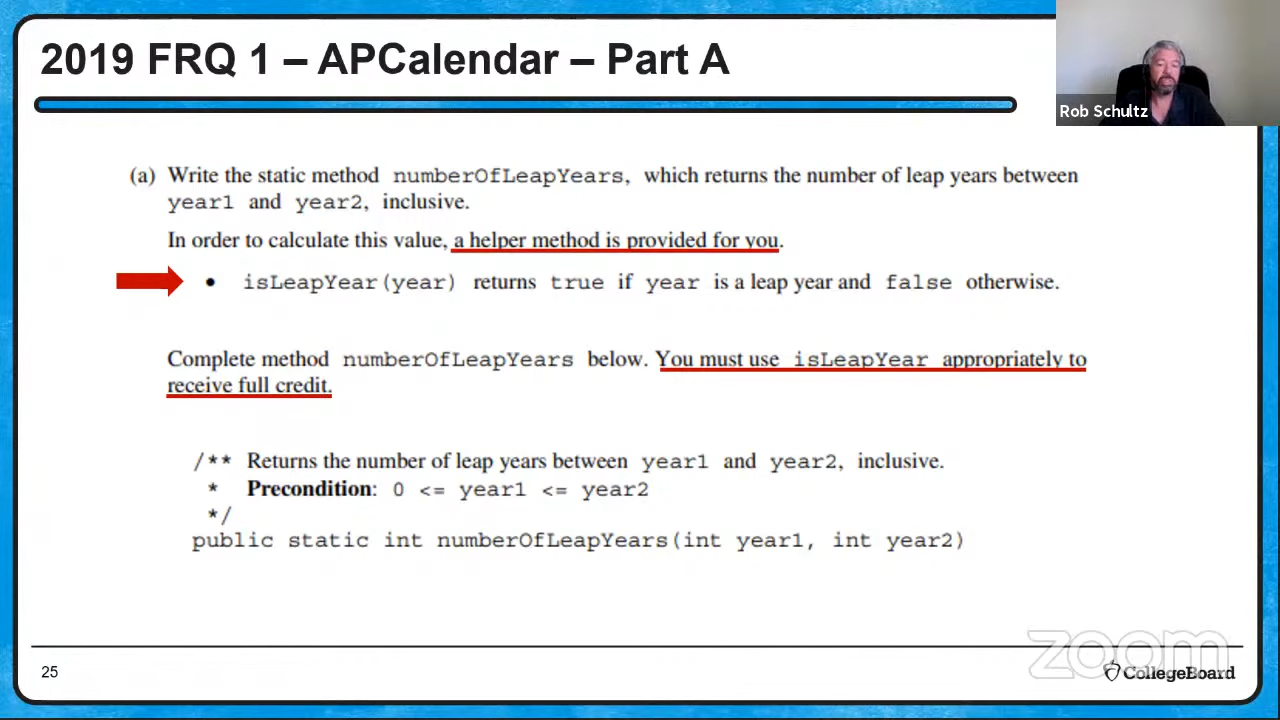 2019 FRQ 1 – APCalendar – Part A
Rob Schultz
(a) Write the static method numberOfLeapYears, which returns the number of leap years between
year1 and year2, inclusive.
In order to calculate this value, a helper method is provided for you.
• isLeapYear(year) returns true if year is a leap year and false otherwise.
Complete method numberOfLeapYears below. You must use isLeapYear appropriately to
receive full credit.
/** Returns the number of leap years between year1 and year2, inclusive.
* Precondition: 0 <= year1 <= year2
*/
public static int numberOfLeapYears(int year1, int year2)
zoom
25
CollegeBoard